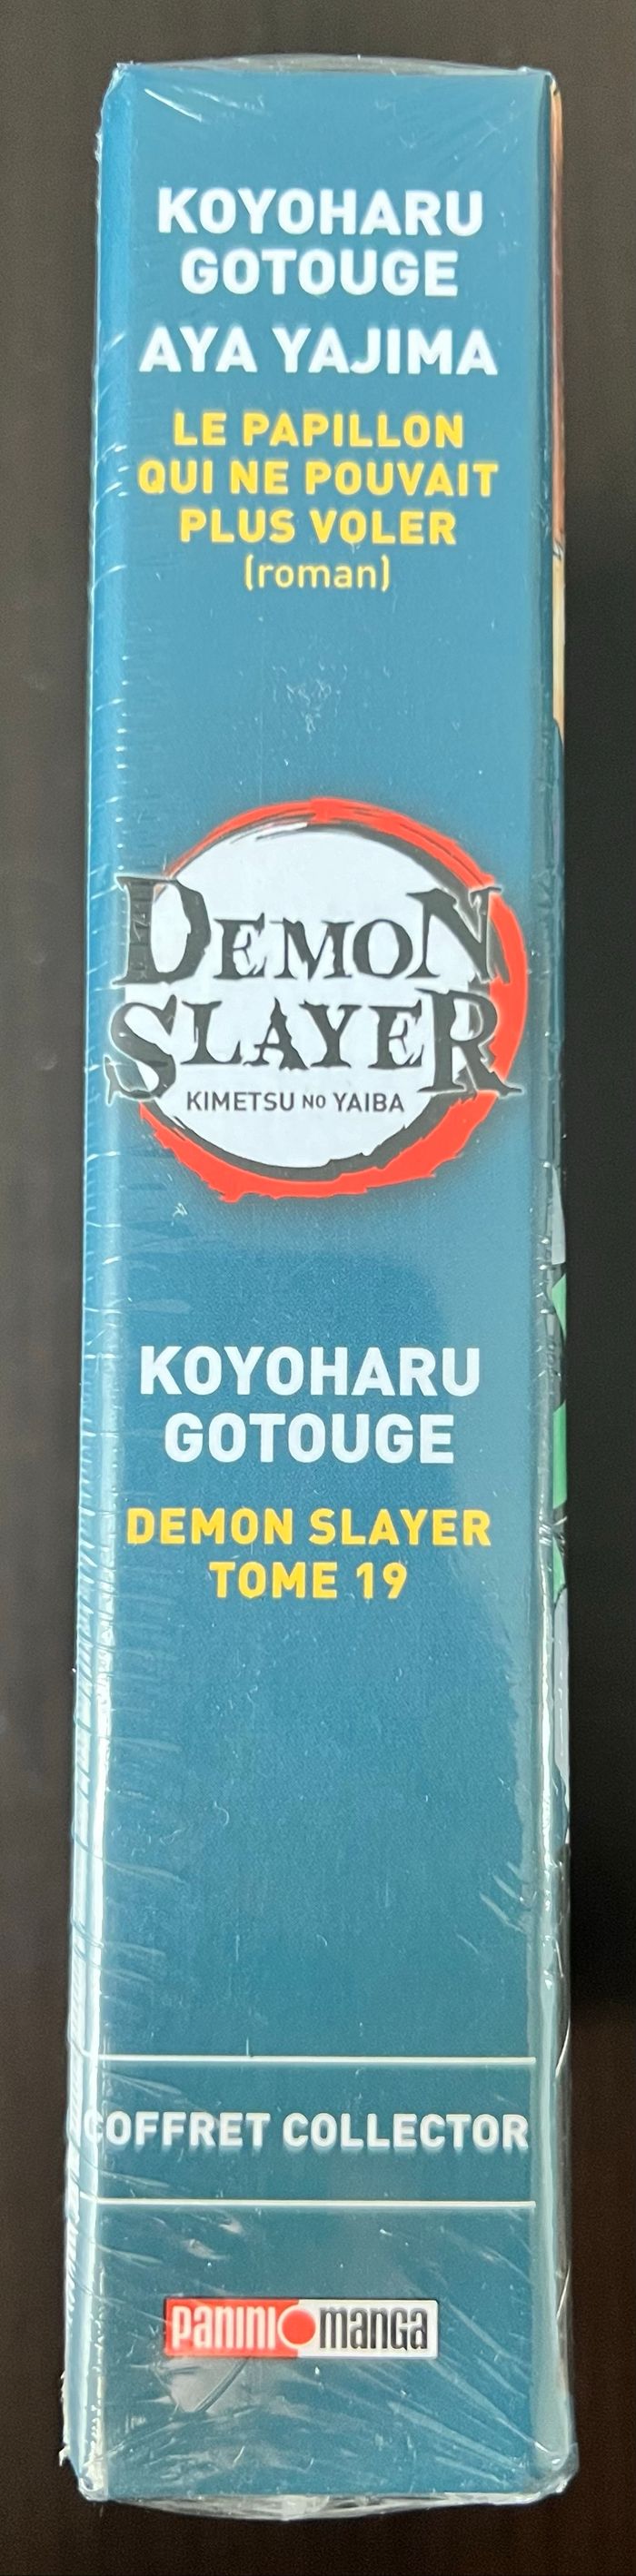 KOYOHARU
GOTOUGE
AYA YAJIMA
LE PAPILLON
QUI NE POUVAIT
PLUS VOLER
(roman)
DEMON
SLAYER
KIMETSU NO YAIBA
KOYOHARU
GOTOUGE
DEMON SLAYER
TOME 19
COFFRET COLLECTOR
PANINI manga